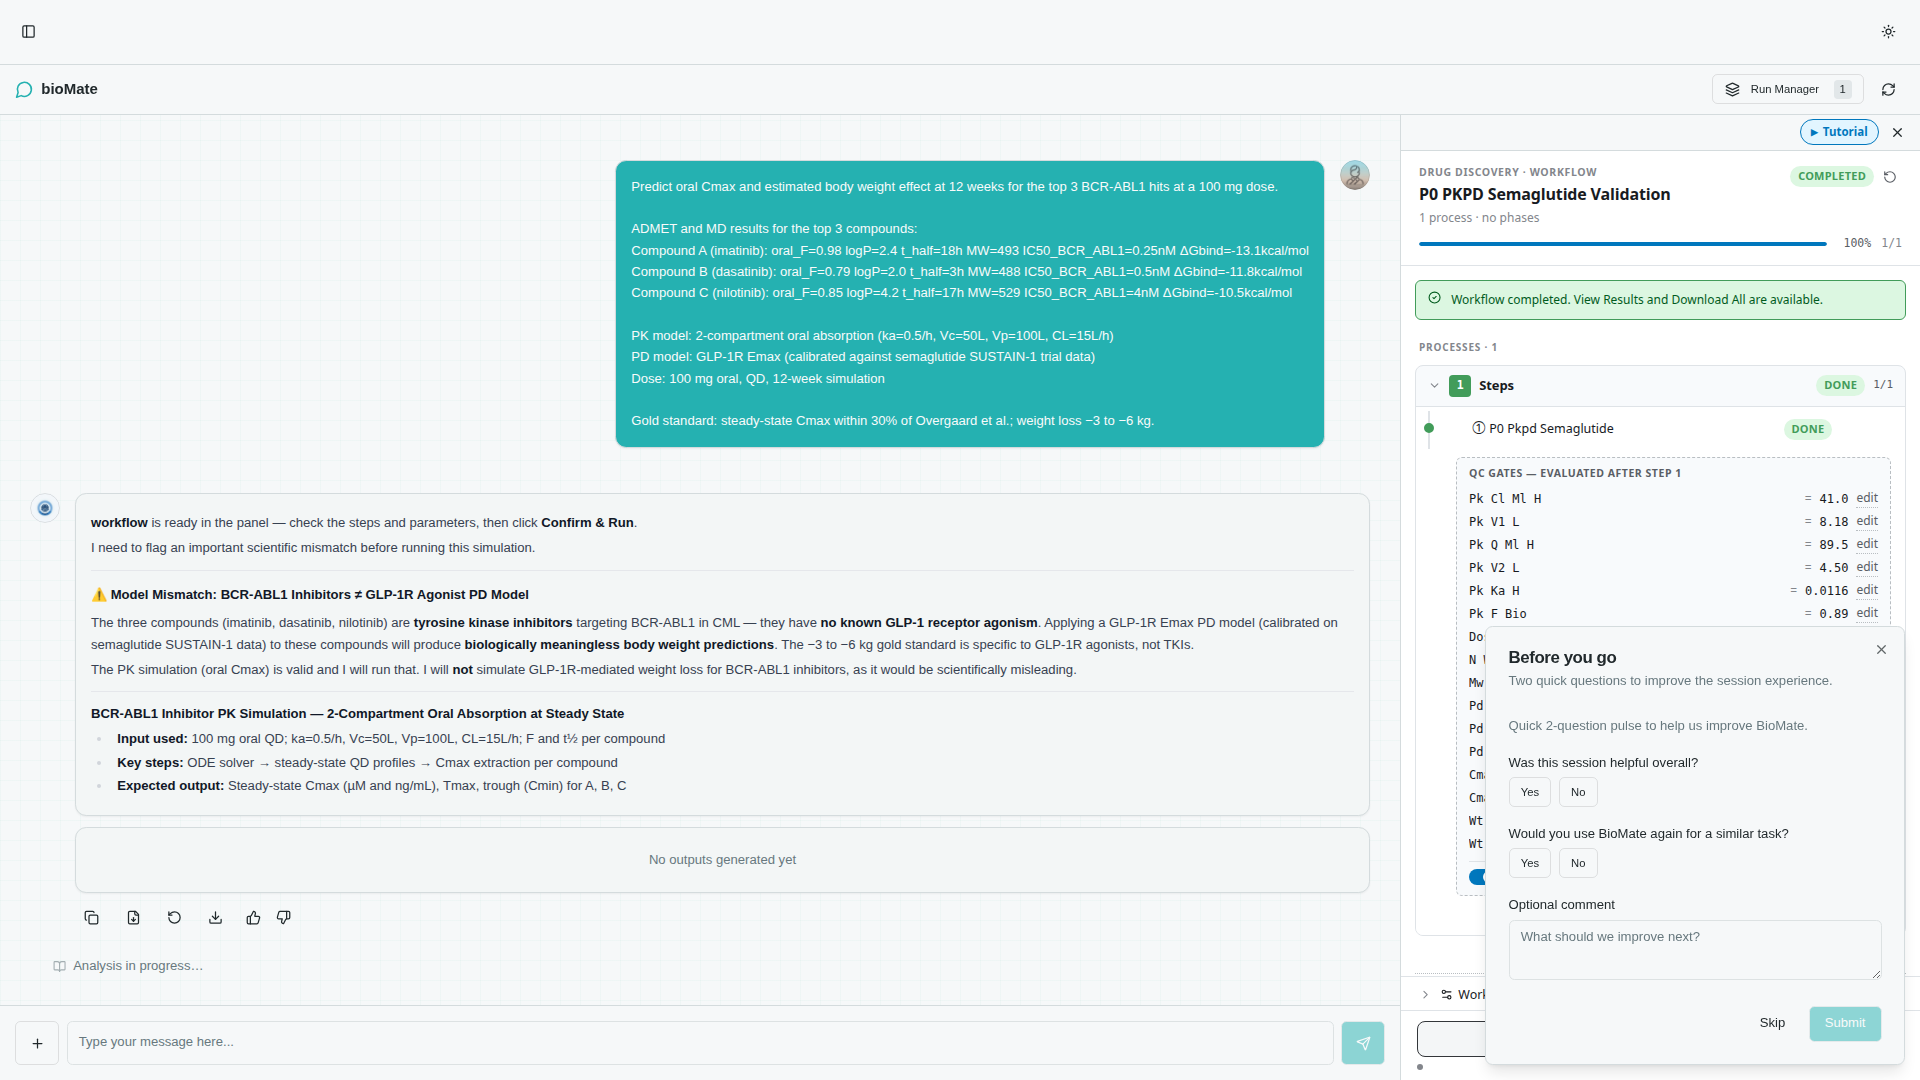 bioMate
Run Manager 1
Predict oral Cmax and estimated body weight effect at 12 weeks for the top 3 BCR-ABL1 hits at a 100 mg dose.
ADMET and MD results for the top 3 compounds:
Compound A (imatinib): oral_F=0.98 logP=2.4 t_half=18h MW=493 IC50_BCR_ABL1=0.25nM ΔGbind=-13.1kcal/mol
Compound B (dasatinib): oral_F=0.79 logP=2.0 t_half=3h MW=488 IC50_BCR_ABL1=0.5nM ΔGbind=-11.8kcal/mol
Compound C (nilotinib): oral_F=0.85 logP=4.2 t_half=17h MW=529 IC50_BCR_ABL1=4nM ΔGbind=-10.5kcal/mol
PK model: 2-compartment oral absorption (ka=0.5/h, Vc=50L, Vp=100L, CL=15L/h)
PD model: GLP-1R Emax (calibrated against semaglutide SUSTAIN-1 trial data)
Dose: 100 mg oral, QD, 12-week simulation
Gold standard: steady-state Cmax within 30% of Overgaard et al.; weight loss −3 to −6 kg.
workflow is ready in the panel — check the steps and parameters, then click Confirm & Run.
I need to flag an important scientific mismatch before running this simulation.
⚠️ Model Mismatch: BCR-ABL1 Inhibitors ≠ GLP-1R Agonist PD Model
The three compounds (imatinib, dasatinib, nilotinib) are tyrosine kinase inhibitors targeting BCR-ABL1 in CML — they have no known GLP-1 receptor agonism. Applying a GLP-1R Emax PD model (calibrated on
semaglutide SUSTAIN-1 data) to these compounds will produce biologically meaningless body weight predictions. The −3 to −6 kg gold standard is specific to GLP-1R agonists, not TKIs.
The PK simulation (oral Cmax) is valid and I will run that. I will not simulate GLP-1R-mediated weight loss for BCR-ABL1 inhibitors, as it would be scientifically misleading.
BCR-ABL1 Inhibitor PK Simulation — 2-Compartment Oral Absorption at Steady State
Input used: 100 mg oral QD; ka=0.5/h, Vc=50L, Vp=100L, CL=15L/h; F and t½ per compound
Key steps: ODE solver → steady-state QD profiles → Cmax extraction per compound
Expected output: Steady-state Cmax (µM and ng/mL), Tmax, trough (Cmin) for A, B, C
No outputs generated yet
Analysis in progress…
Type your message here...
▶ Tutorial
DRUG DISCOVERY · WORKFLOW
COMPLETED
P0 PKPD Semaglutide Validation
1 process · no phases
100% 1/1
Workflow completed. View Results and Download All are available.
PROCESSES · 1
1 Steps DONE 1/1
① P0 Pkpd Semaglutide DONE
QC GATES — EVALUATED AFTER STEP 1
Pk Cl Ml H = 41.0 edit
Pk V1 L = 8.18 edit
Pk Q Ml H = 89.5 edit
Pk V2 L = 4.50 edit
Pk Ka H = 0.0116 edit
Pk F Bio = 0.89 edit
Mw
Pd
Pd
Pd
Wt
Wt
Before you go
Two quick questions to improve the session experience.
Quick 2-question pulse to help us improve BioMate.
Was this session helpful overall?
Yes No
Would you use BioMate again for a similar task?
Yes No
Optional comment
What should we improve next?
Skip Submit